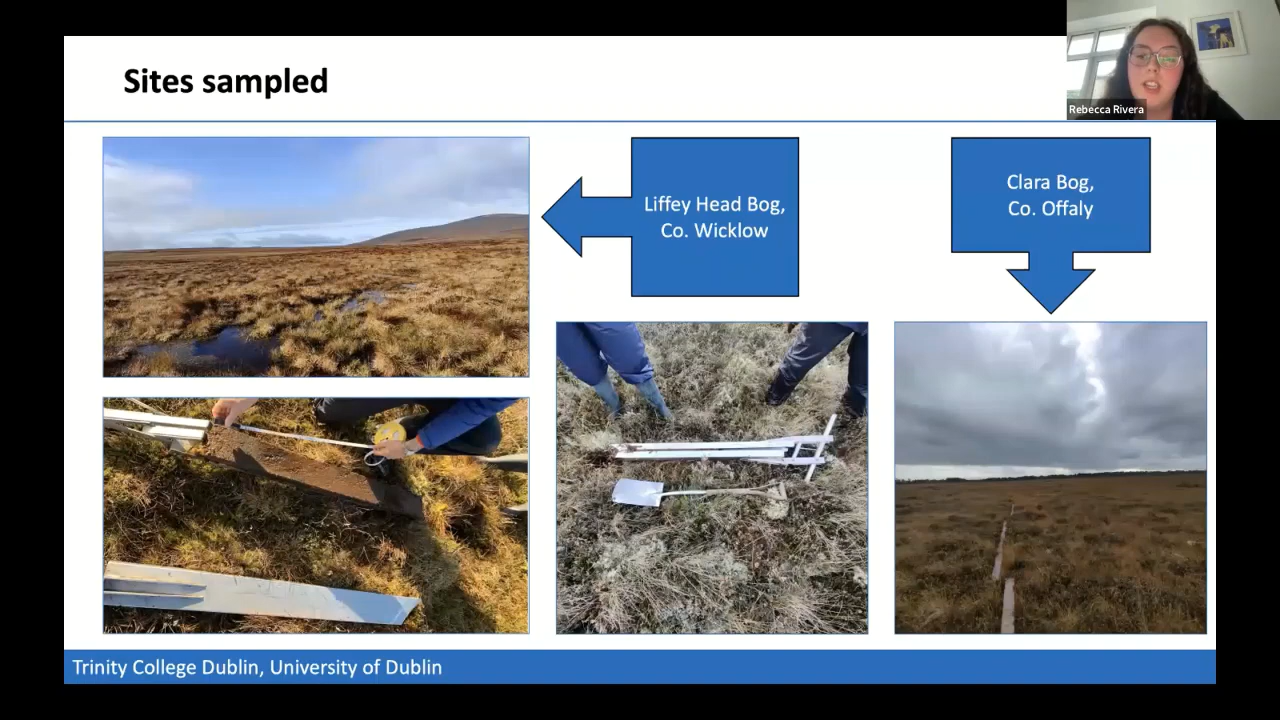 Sites sampled
Rebecca Rivera
Liffey Head Bog,
Co. Wicklow
Clara Bog,
Co. Offaly
Trinity College Dublin, University of Dublin